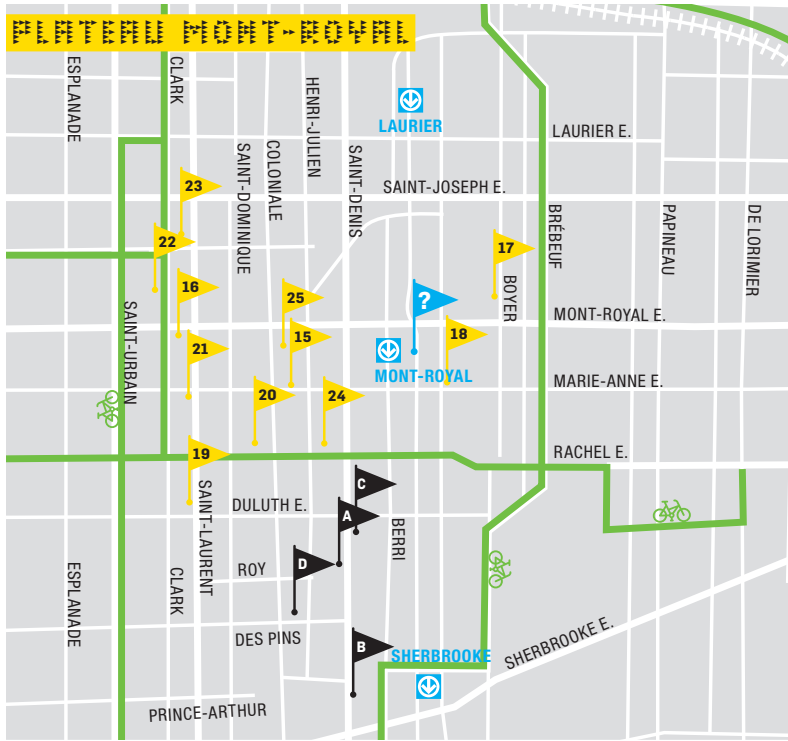 PLATEAU MONT-ROYAL
ESPLANADE
CLARK
HENRI-JULIEN
LAURIER
LAURIER E.
SAINT-DOMINIQUE
COLONIALE
SAINT-DENIS
23
SAINT-JOSEPH E.
BRÉBEUF
PAPINEAU
DE LORIMIER
22
17
BOYER
16
25
?
SAINT-URBAIN
MONT-ROYAL E.
21
15
18
MONT-ROYAL
MARIE-ANNE E.
20
24
19
RACHEL E.
C
SAINT-LAURENT
DULUTH E.
A
BERRI
ESPLANADE
CLARK
ROY
D
DES PINS
B
SHERBROOKE
SHERBROOKE E.
PRINCE-ARTHUR